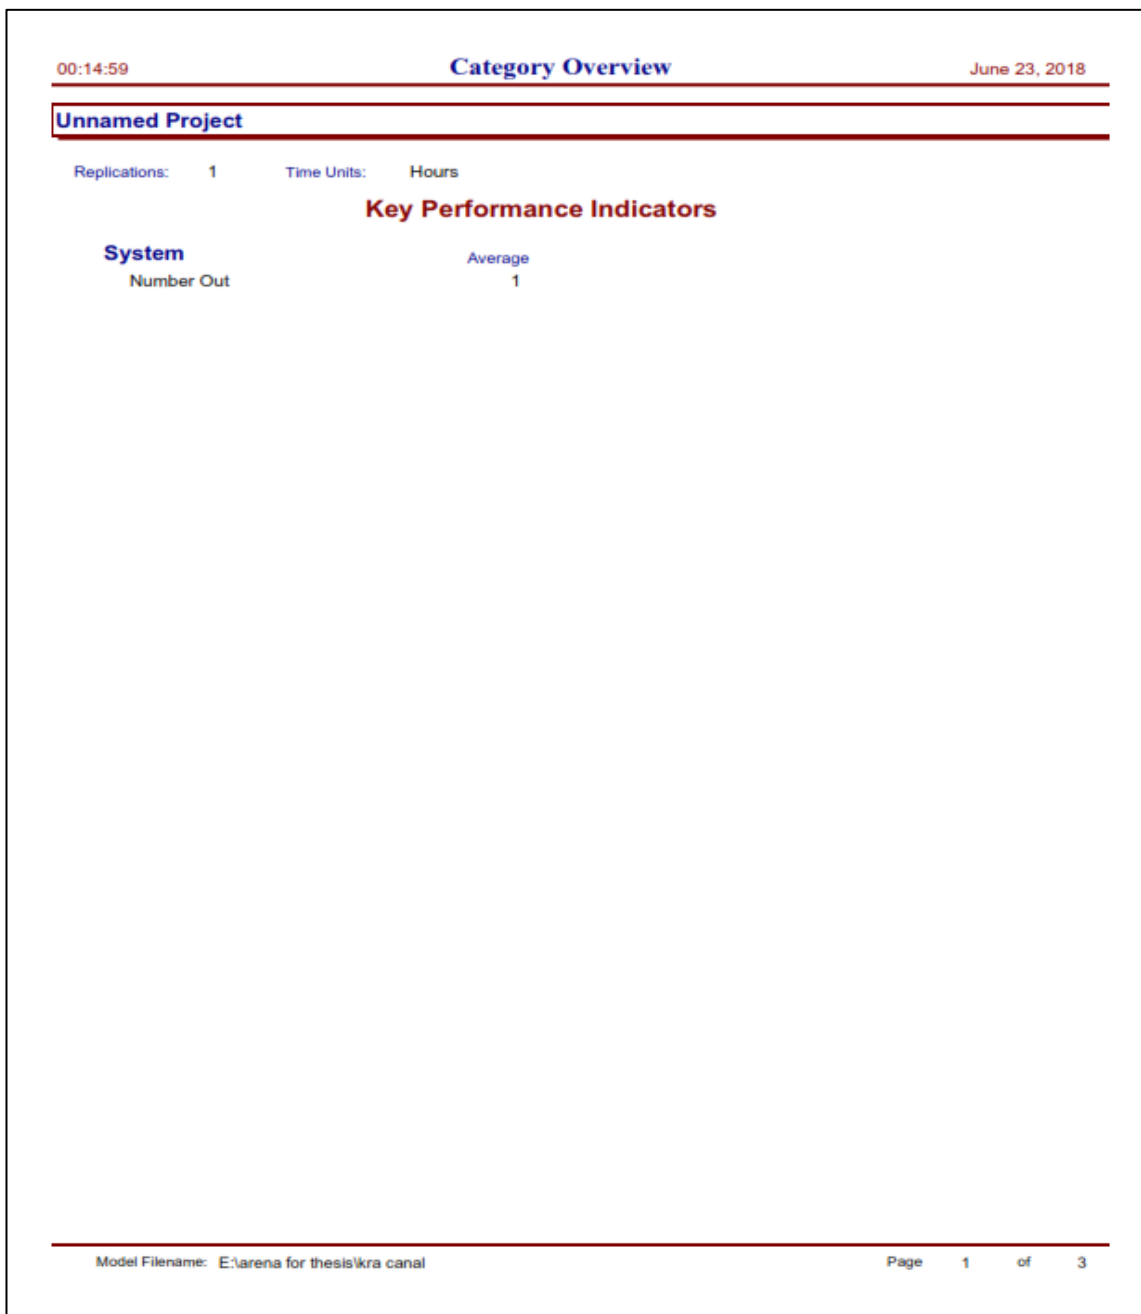 00:14:59 Category Overview June 23, 2018
Unnamed Project
Replications: 1 Time Units: Hours
Key Performance Indicators
System Average
Number Out 1
Model Filename: E:\arena for thesis\kra canal Page 1 of 3